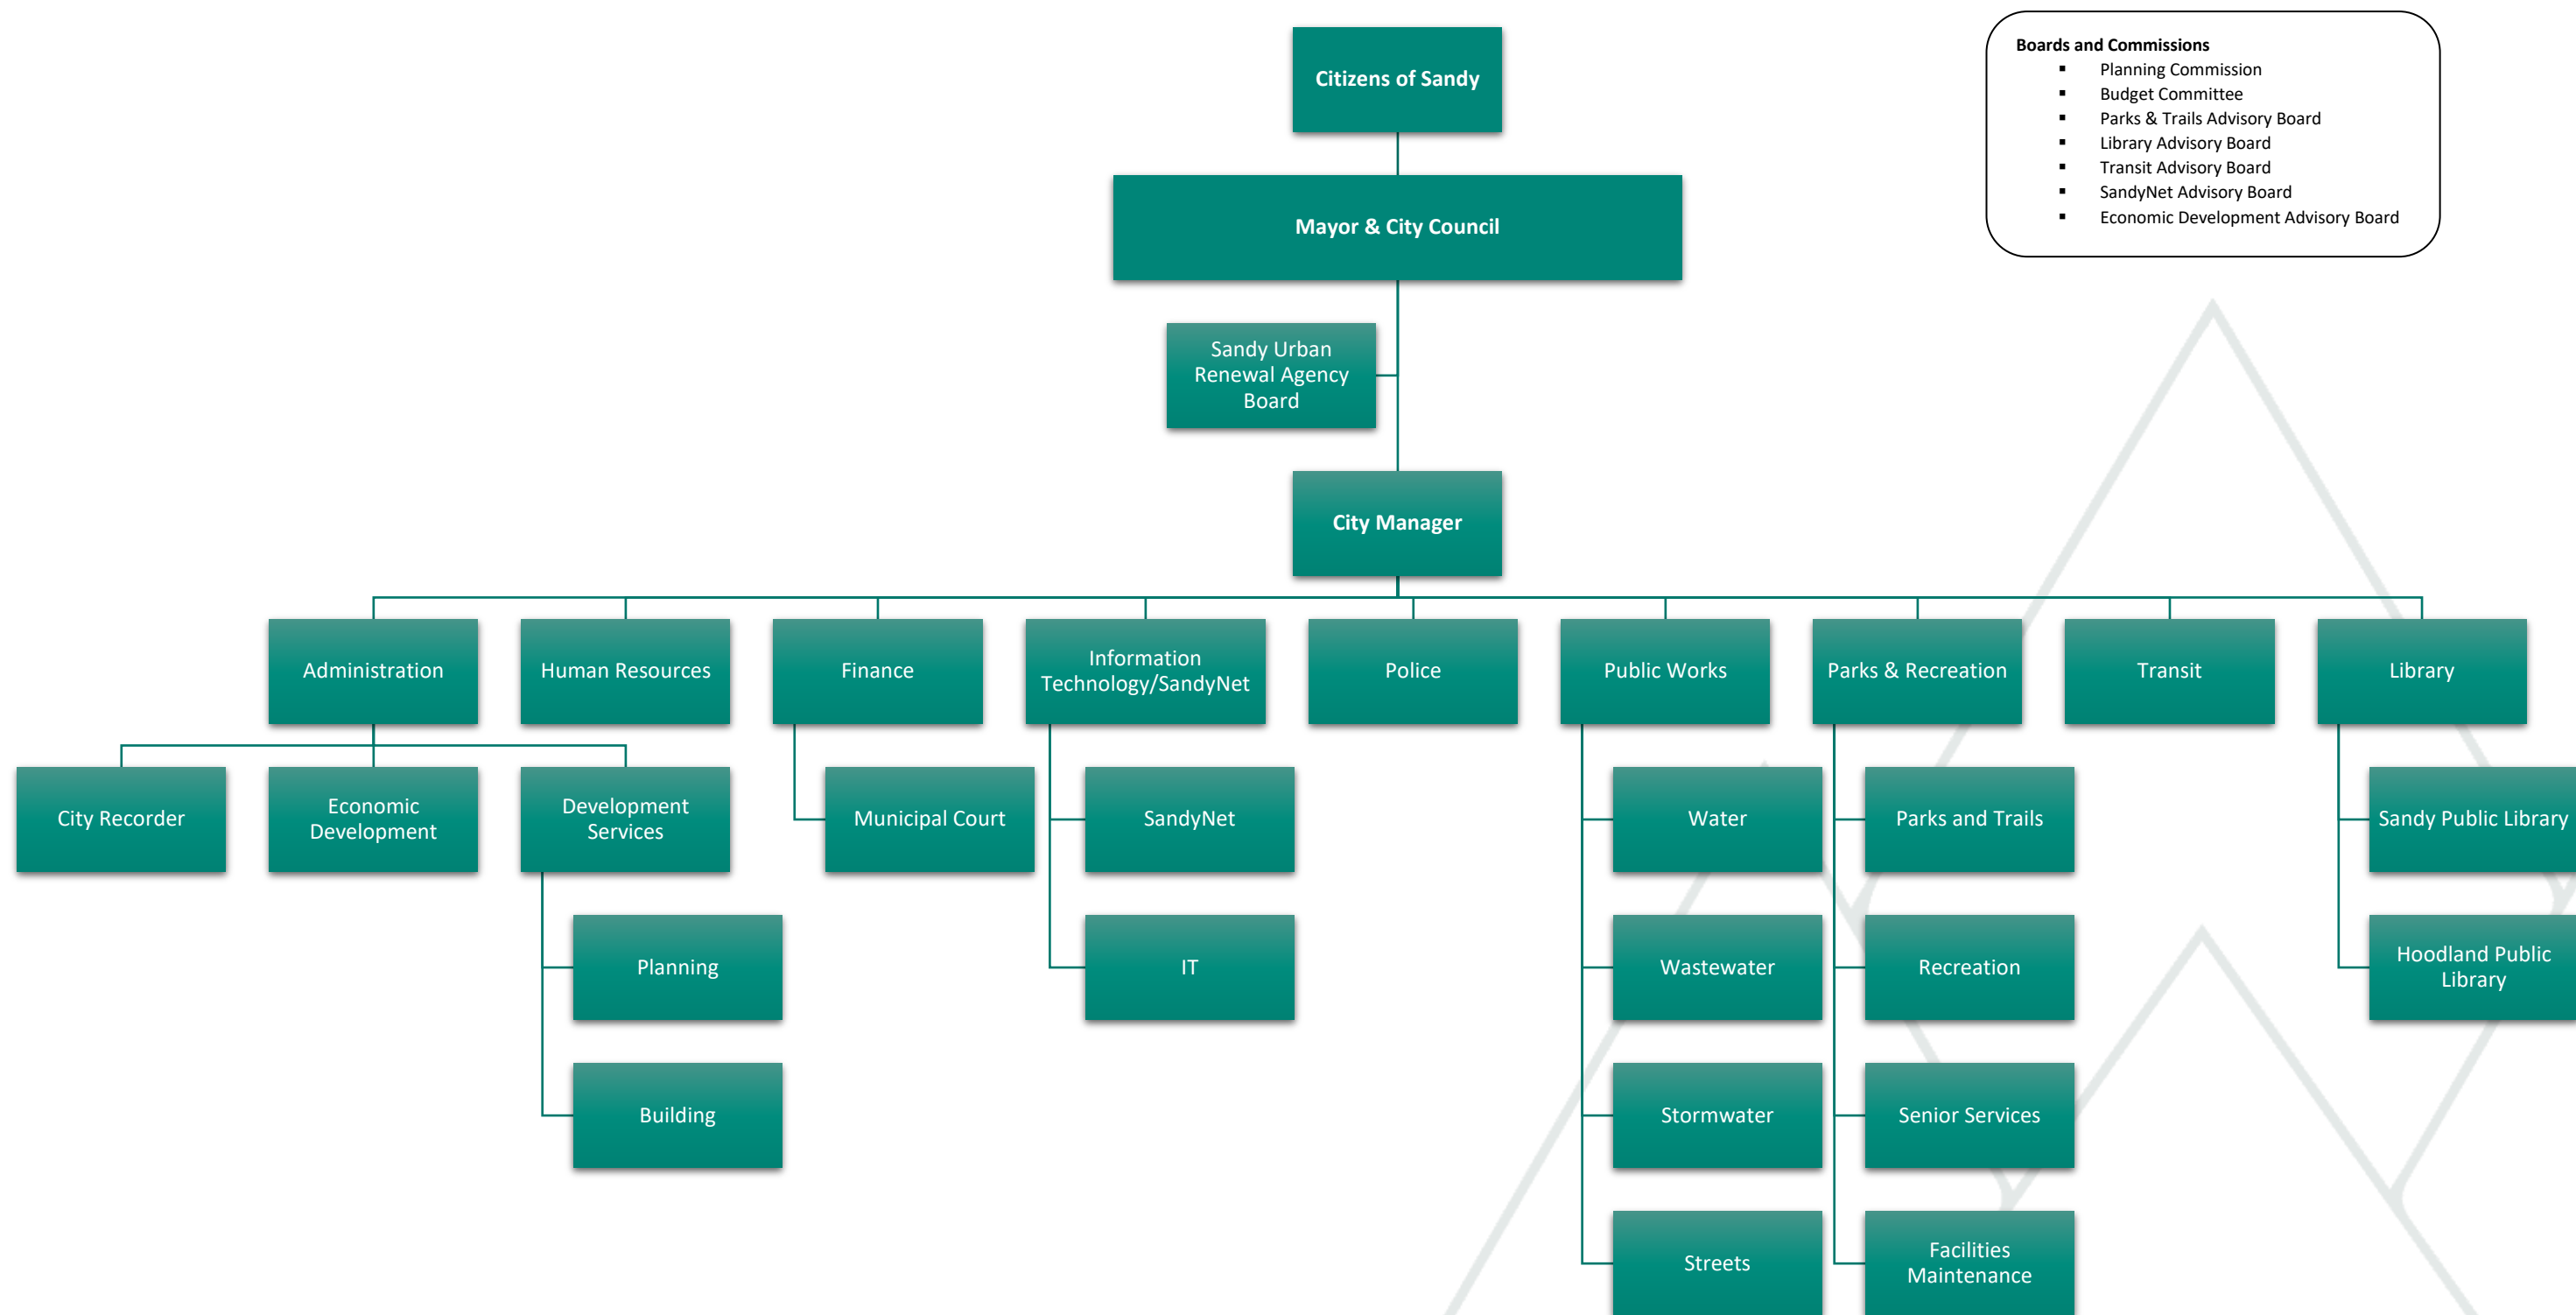 Citizens of Sandy
Boards and Commissions
▪ Planning Commission
▪ Budget Committee
▪ Parks & Trails Advisory Board
▪ Library Advisory Board
▪ Transit Advisory Board
▪ SandyNet Advisory Board
▪ Economic Development Advisory Board
Mayor & City Council
Sandy Urban
Renewal Agency
Board
City Manager
Administration
Human Resources
Finance
Information
Technology/SandyNet
Police
Public Works
Parks & Recreation
Transit
Library
City Recorder
Economic
Development
Development
Services
Municipal Court
SandyNet
Water
Parks and Trails
Sandy Public Library
Planning
IT
Wastewater
Recreation
Hoodland Public
Library
Building
Stormwater
Senior Services
Streets
Facilities
Maintenance